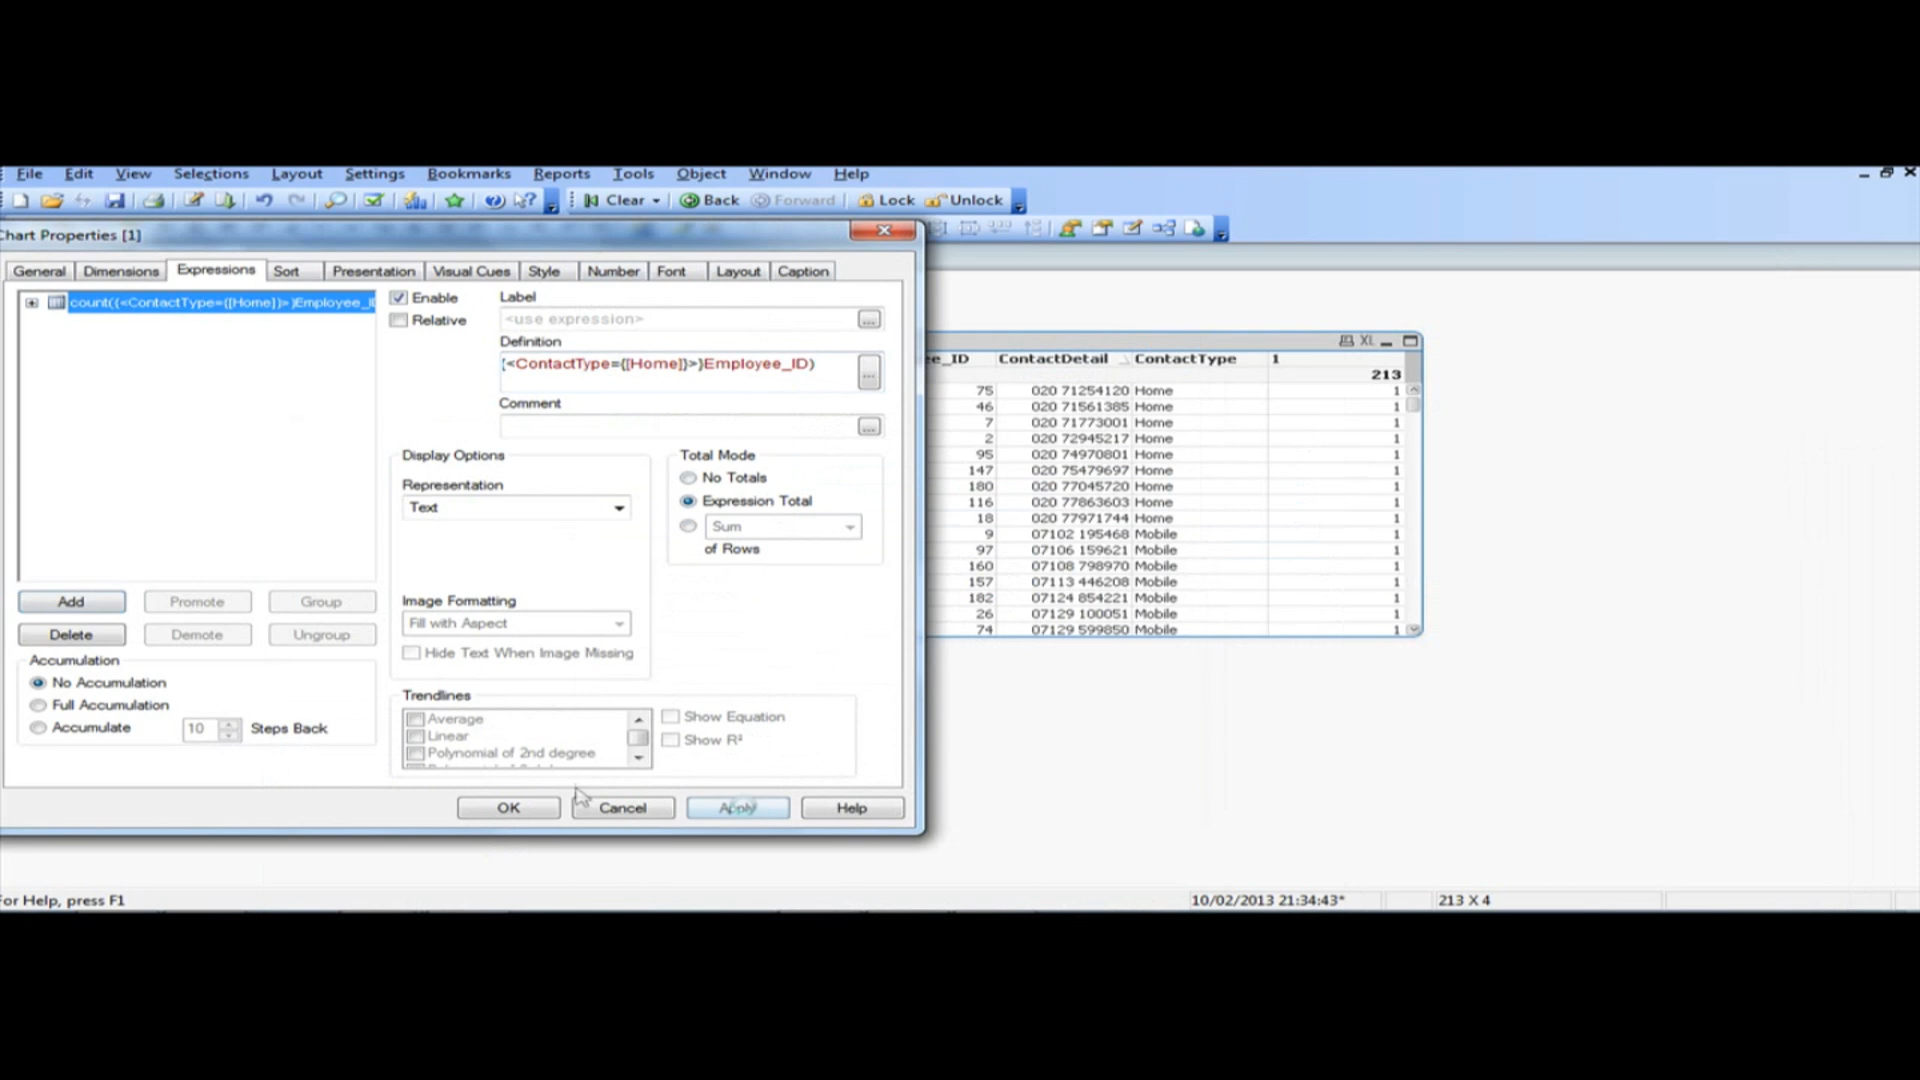 File Edit View Selections Layout Settings Bookmarks Reports Tools Object Window Help
Clear Back Forward Lock Unlock
Chart Properties [1]
General Dimensions Expressions Sort Presentation Visual Cues Style Number Font Layout Caption
count({<ContactType={[Home]}>}Employee_ID
Enable
Relative
Label
<use expression>
Definition
{<ContactType={[Home]}>}Employee_ID)
Comment
Display Options
Representation
Text
Total Mode
No Totals
Expression Total
Sum
of Rows
Image Formatting
Fill with Aspect
Hide Text When Image Missing
Add Promote Group
Delete Demote Ungroup
Accumulation
No Accumulation
Full Accumulation
Accumulate 10 Steps Back
Trendlines
Average
Linear
Polynomial of 2nd degree
Show Equation
Show R²
OK Cancel Apply Help
XL
ee_ID ContactDetail ContactType 1
213
75 020 71254120 Home 1
46 020 71561385 Home 1
7 020 71773001 Home 1
2 020 72945217 Home 1
95 020 74970801 Home 1
147 020 75479697 Home 1
180 020 77045720 Home 1
116 020 77863603 Home 1
18 020 77971744 Home 1
9 07102 195468 Mobile 1
97 07106 159621 Mobile 1
160 07108 798970 Mobile 1
157 07113 446208 Mobile 1
182 07124 854221 Mobile 1
26 07129 100051 Mobile 1
74 07129 599850 Mobile 1
For Help, press F1
10/02/2013 21:34:43* 213 X 4